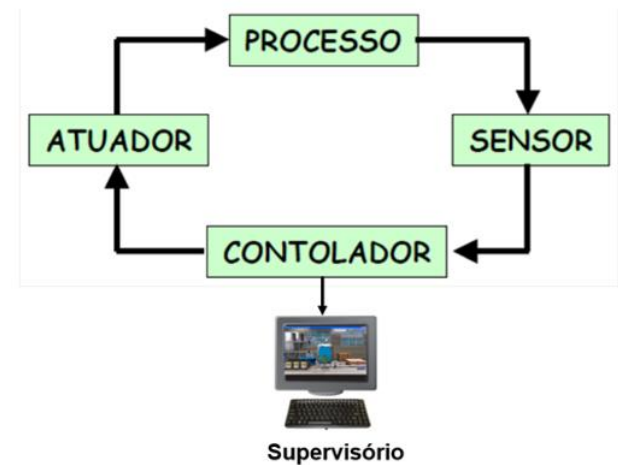 PROCESSO
ATUADOR
SENSOR
CONTOLADOR
Supervisório